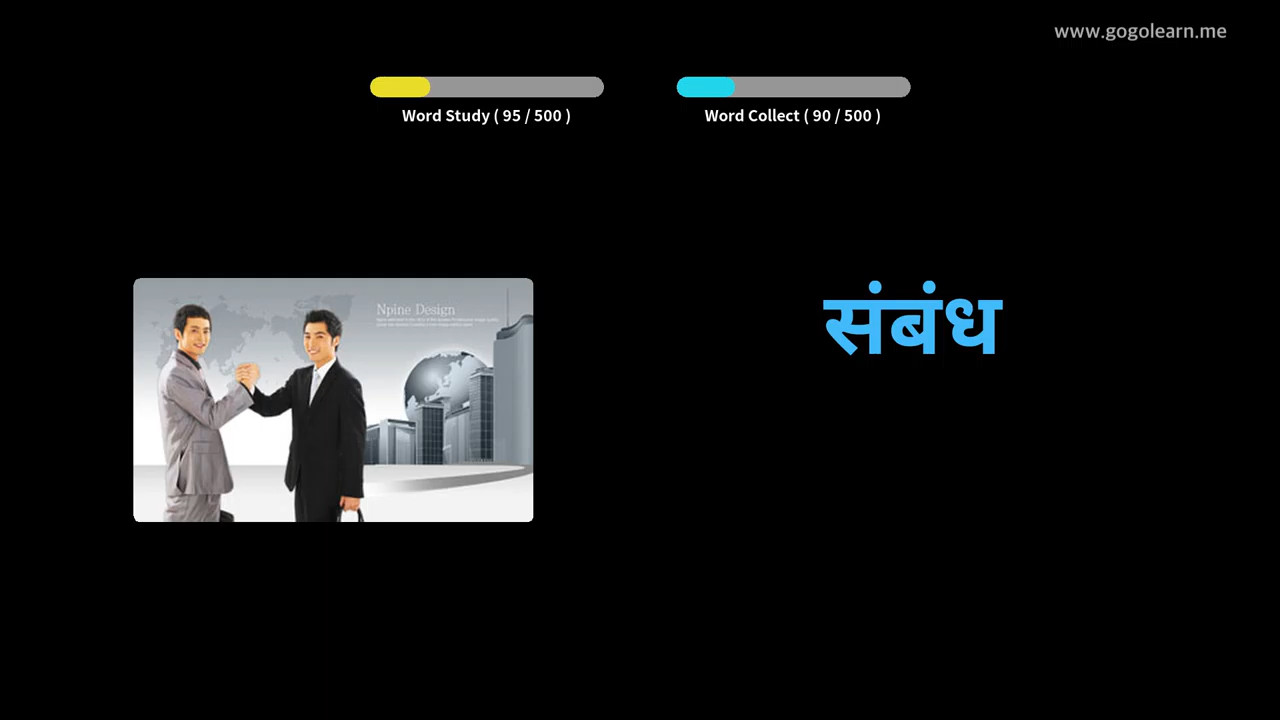 www.gogolearn.me
Word Study ( 95 / 500 )
Word Collect ( 90 / 500 )
Npine Design
संबंध